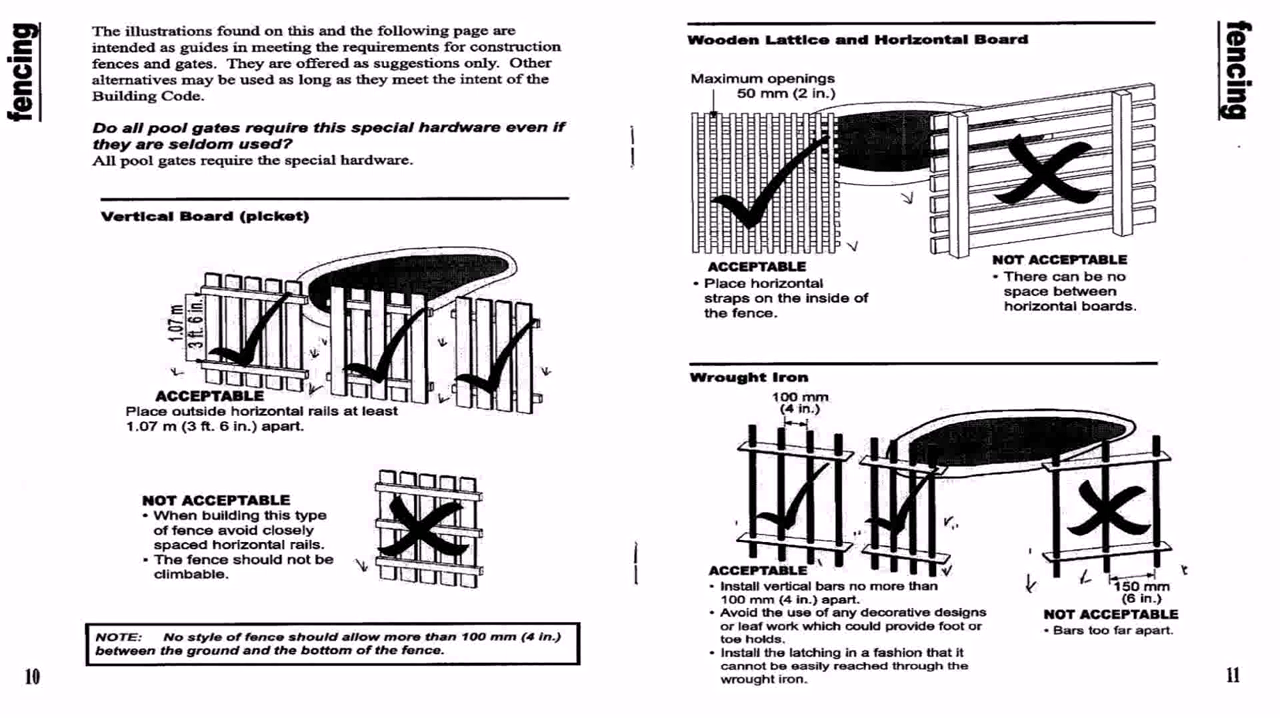 fencing
The illustrations found on this and the following page are
intended as guides in meeting the requirements for construction
fences and gates. They are offered as suggestions only. Other
alternatives may be used as long as they meet the intent of the
Building Code.
Do all pool gates require this special hardware even if
they are seldom used?
All pool gates require the special hardware.
Vertical Board (picket)
1.07 m
3 ft. 6 in.
ACCEPTABLE
Place outside horizontal rails at least
1.07 m (3 ft. 6 in.) apart.
NOT ACCEPTABLE
• When building this type
of fence avoid closely
spaced horizontal rails.
• The fence should not be
climbable.
NOTE: No style of fence should allow more than 100 mm (4 in.)
between the ground and the bottom of the fence.
10
fencing
Wooden Lattice and Horizontal Board
Maximum openings
50 mm (2 in.)
ACCEPTABLE
• Place horizontal
straps on the inside of
the fence.
NOT ACCEPTABLE
• There can be no
space between
horizontal boards.
Wrought Iron
100 mm
(4 in.)
ACCEPTABLE
• Install vertical bars no more than
100 mm (4 in.) apart.
• Avoid the use of any decorative designs
or leaf work which could provide foot or
toe holds.
• Install the latching in a fashion that it
cannot be easily reached through the
wrought iron.
150 mm
(6 in.)
NOT ACCEPTABLE
• Bars too far apart.
11